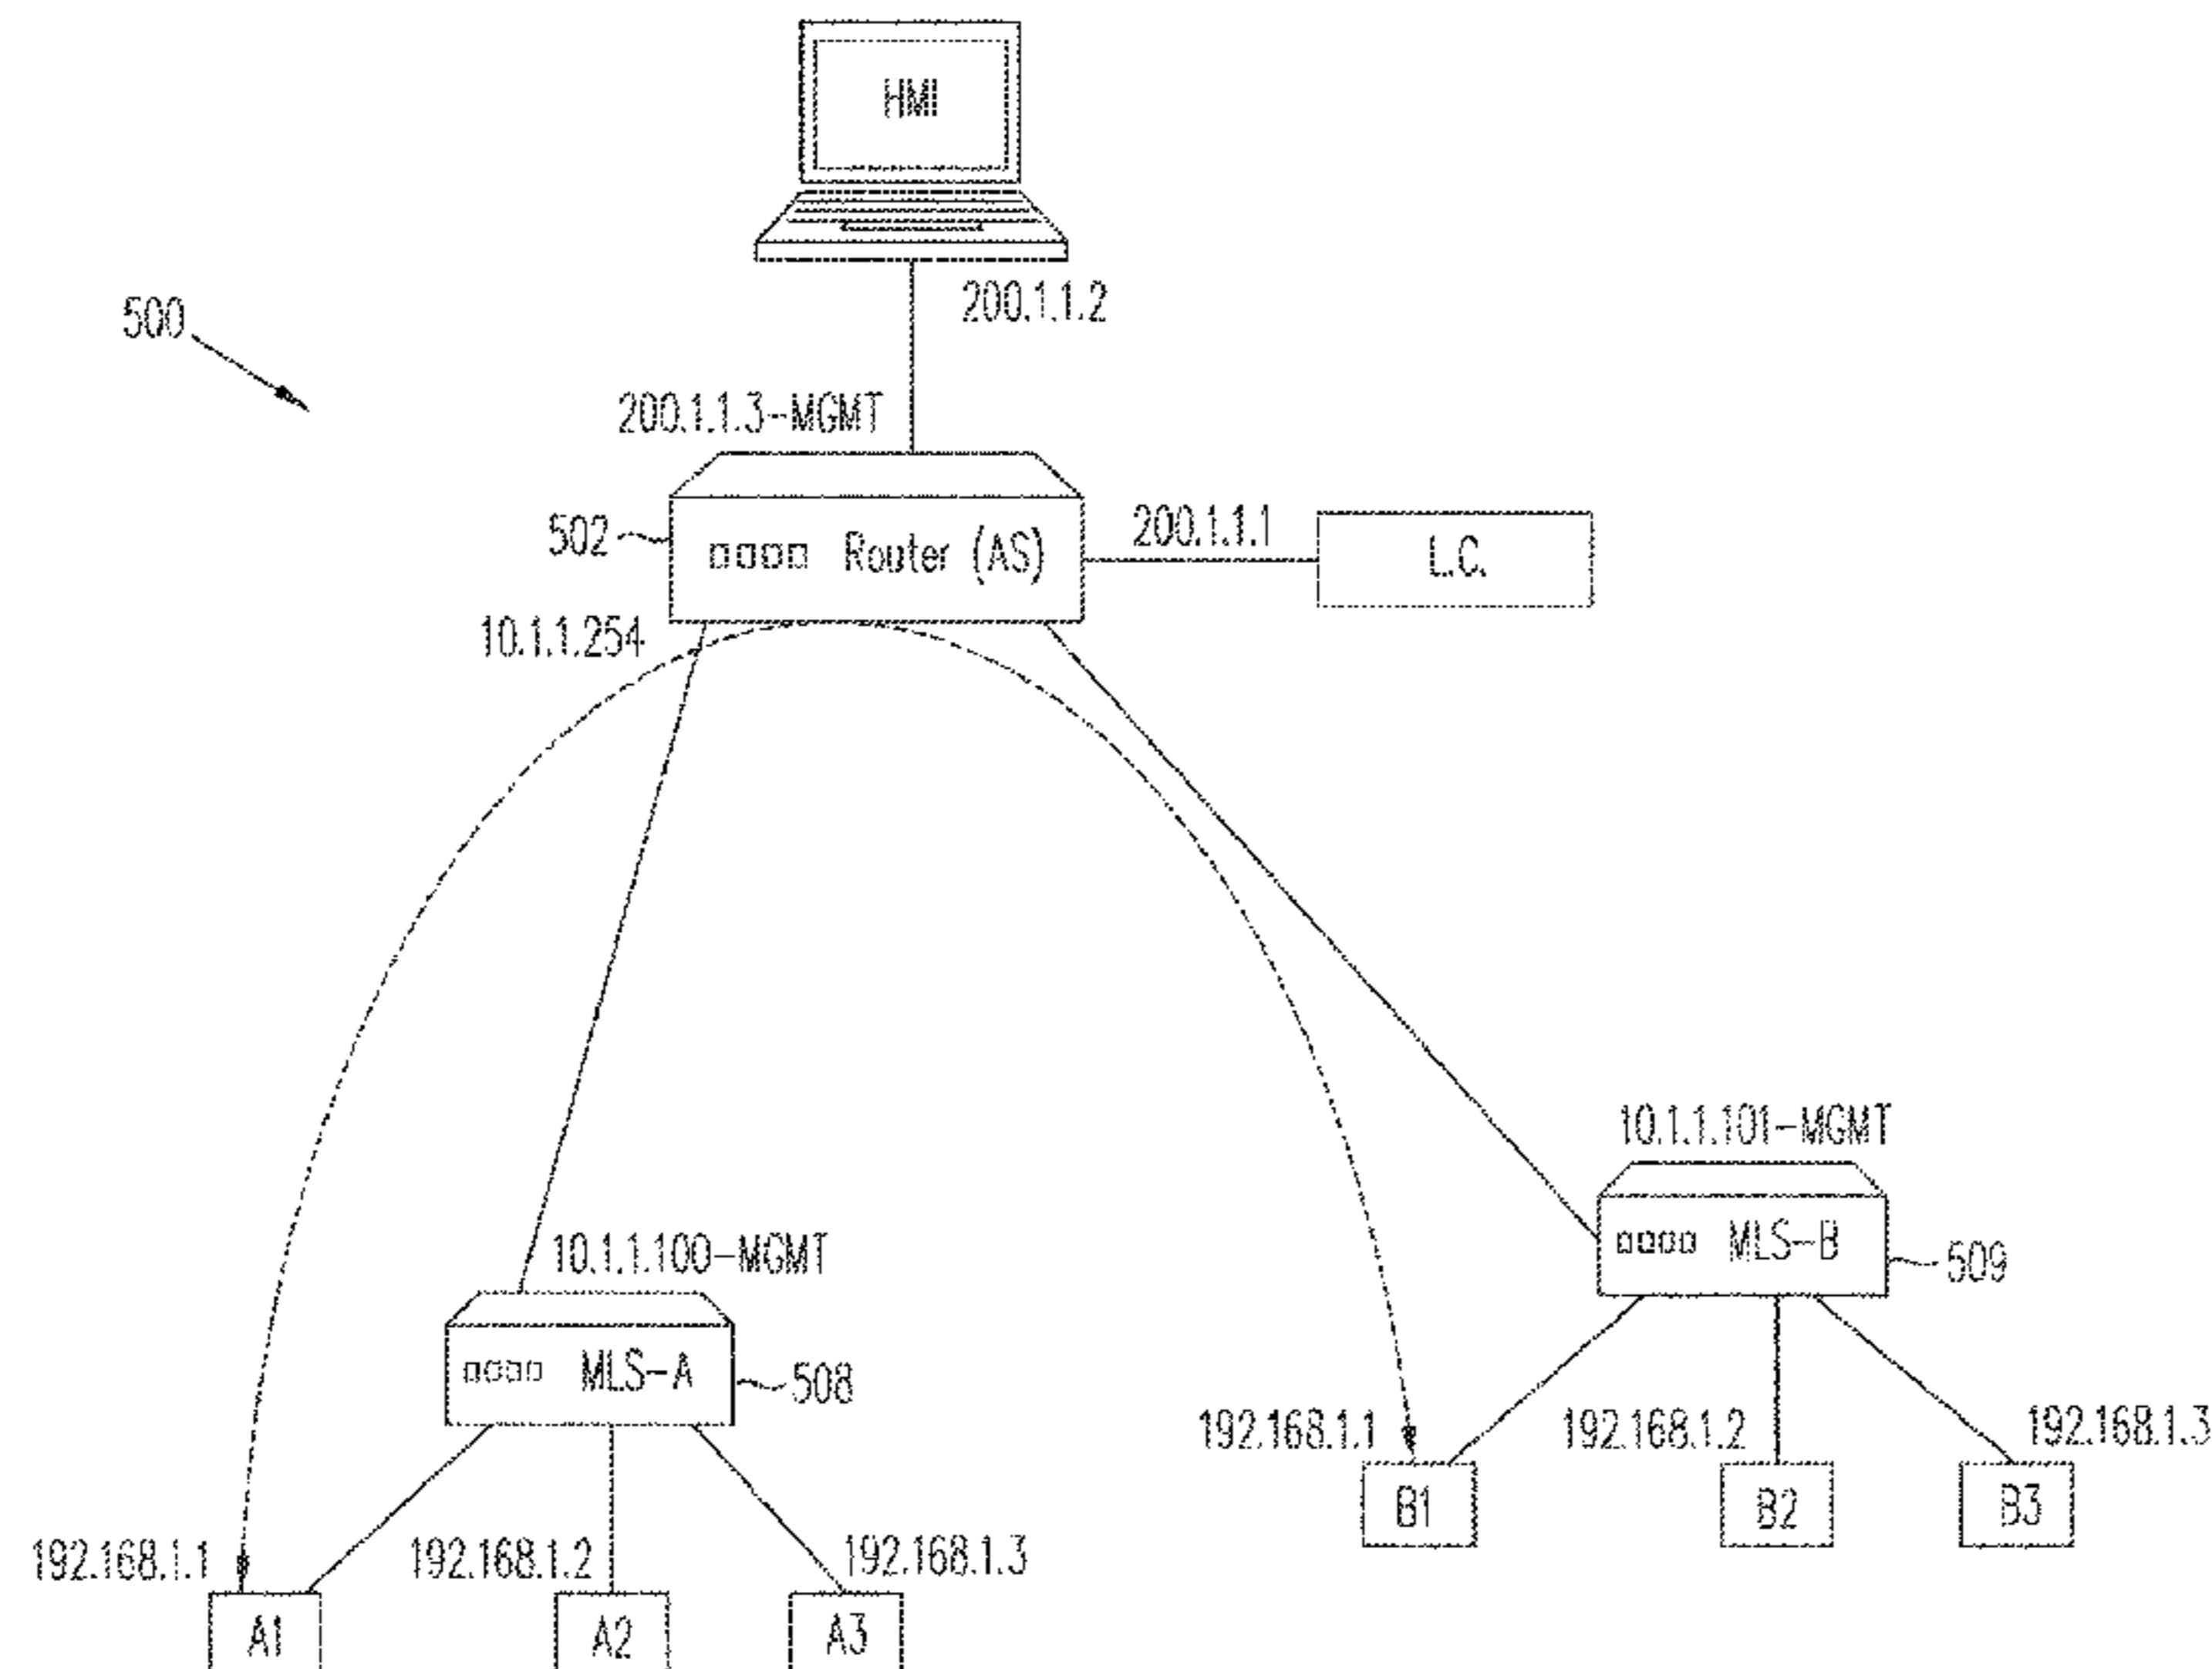 HMI
200.1.1.2
500
200.1.1.3-MGMT
502
Router (AS)
200.1.1.1
L.C.
10.1.1.254
10.1.1.101-MGMT
MLS-B
509
10.1.1.100-MGMT
MLS-A
508
192.168.1.1
192.168.1.2
192.168.1.3
B1
B2
B3
192.168.1.1
192.168.1.2
192.168.1.3
A1
A2
A3